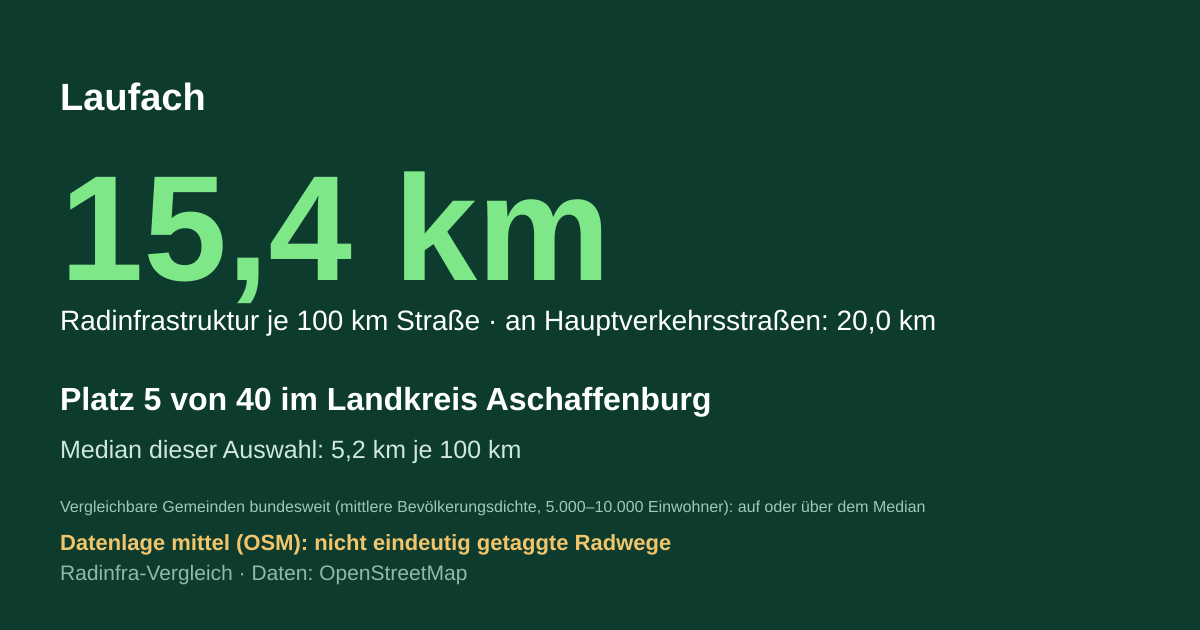 Laufach
15,4 km
Radinfrastruktur je 100 km Straße · an Hauptverkehrsstraßen: 20,0 km
Platz 5 von 40 im Landkreis Aschaffenburg
Median dieser Auswahl: 5,2 km je 100 km
Vergleichbare Gemeinden bundesweit (mittlere Bevölkerungsdichte, 5.000–10.000 Einwohner): auf oder über dem Median
Datenlage mittel (OSM): nicht eindeutig getaggte Radwege
Radinfra-Vergleich · Daten: OpenStreetMap